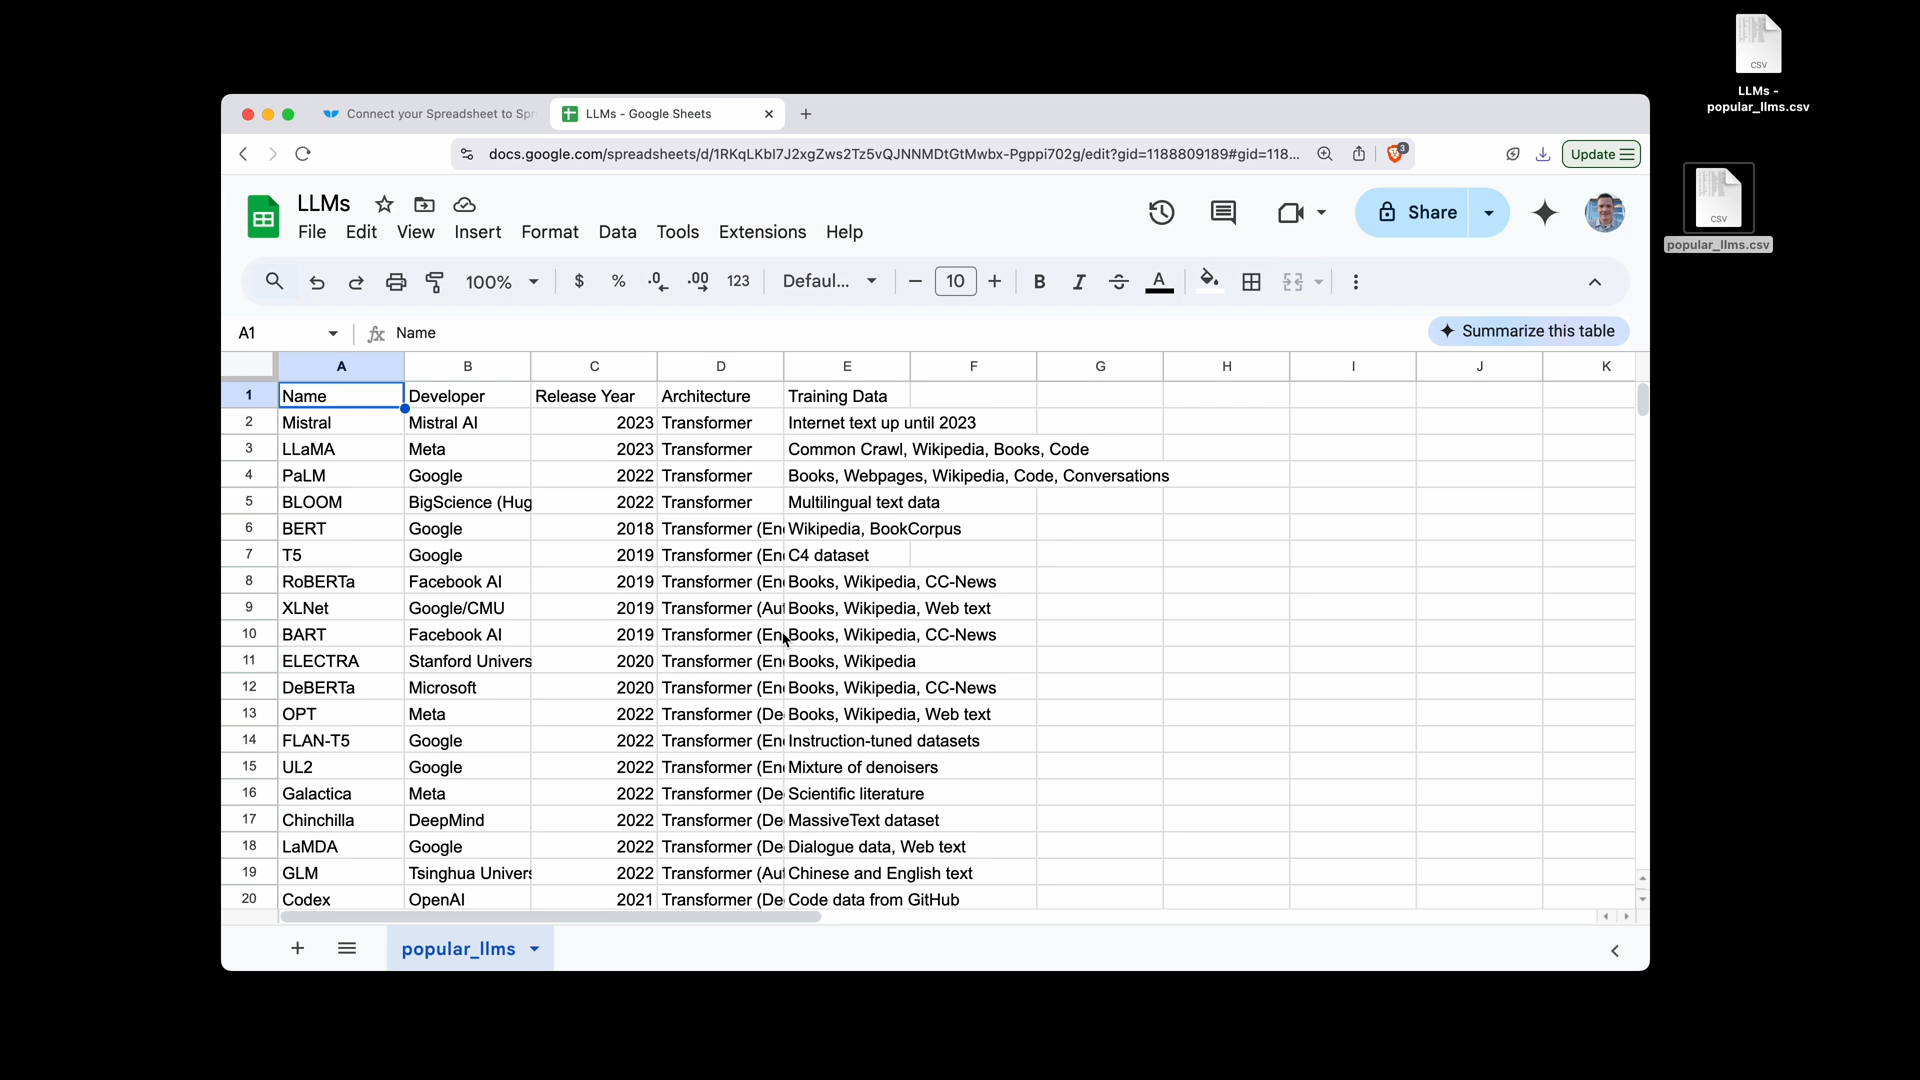 CSV
LLMs -
popular_llms.csv
Connect your Spreadsheet to Spr
LLMs - Google Sheets
docs.google.com/spreadsheets/d/1RKqLKbI7J2xgZws2Tz5vQJNNMDtGtMwbx-Pgppi702g/edit?gid=1188809189#gid=118...
3
Update
CSV
popular_llms.csv
LLMs
File Edit View Insert Format Data Tools Extensions Help
Share
100% $ % .0 .00 123 Defaul... 10 B I S A
A1 fx Name
Summarize this table
A B C D E F G H I J K
1 Name Developer Release Year Architecture Training Data
2 Mistral Mistral AI 2023 Transformer Internet text up until 2023
3 LLaMA Meta 2023 Transformer Common Crawl, Wikipedia, Books, Code
4 PaLM Google 2022 Transformer Books, Webpages, Wikipedia, Code, Conversations
5 BLOOM BigScience (Hug 2022 Transformer Multilingual text data
6 BERT Google 2018 Transformer (En Wikipedia, BookCorpus
7 T5 Google 2019 Transformer (En C4 dataset
8 RoBERTa Facebook AI 2019 Transformer (En Books, Wikipedia, CC-News
9 XLNet Google/CMU 2019 Transformer (Au Books, Wikipedia, Web text
10 BART Facebook AI 2019 Transformer (En Books, Wikipedia, CC-News
11 ELECTRA Stanford Univers 2020 Transformer (En Books, Wikipedia
12 DeBERTa Microsoft 2020 Transformer (En Books, Wikipedia, CC-News
13 OPT Meta 2022 Transformer (De Books, Wikipedia, Web text
14 FLAN-T5 Google 2022 Transformer (En Instruction-tuned datasets
15 UL2 Google 2022 Transformer (En Mixture of denoisers
16 Galactica Meta 2022 Transformer (De Scientific literature
17 Chinchilla DeepMind 2022 Transformer (De MassiveText dataset
18 LaMDA Google 2022 Transformer (De Dialogue data, Web text
19 GLM Tsinghua Univers 2022 Transformer (Au Chinese and English text
20 Codex OpenAI 2021 Transformer (De Code data from GitHub
popular_llms